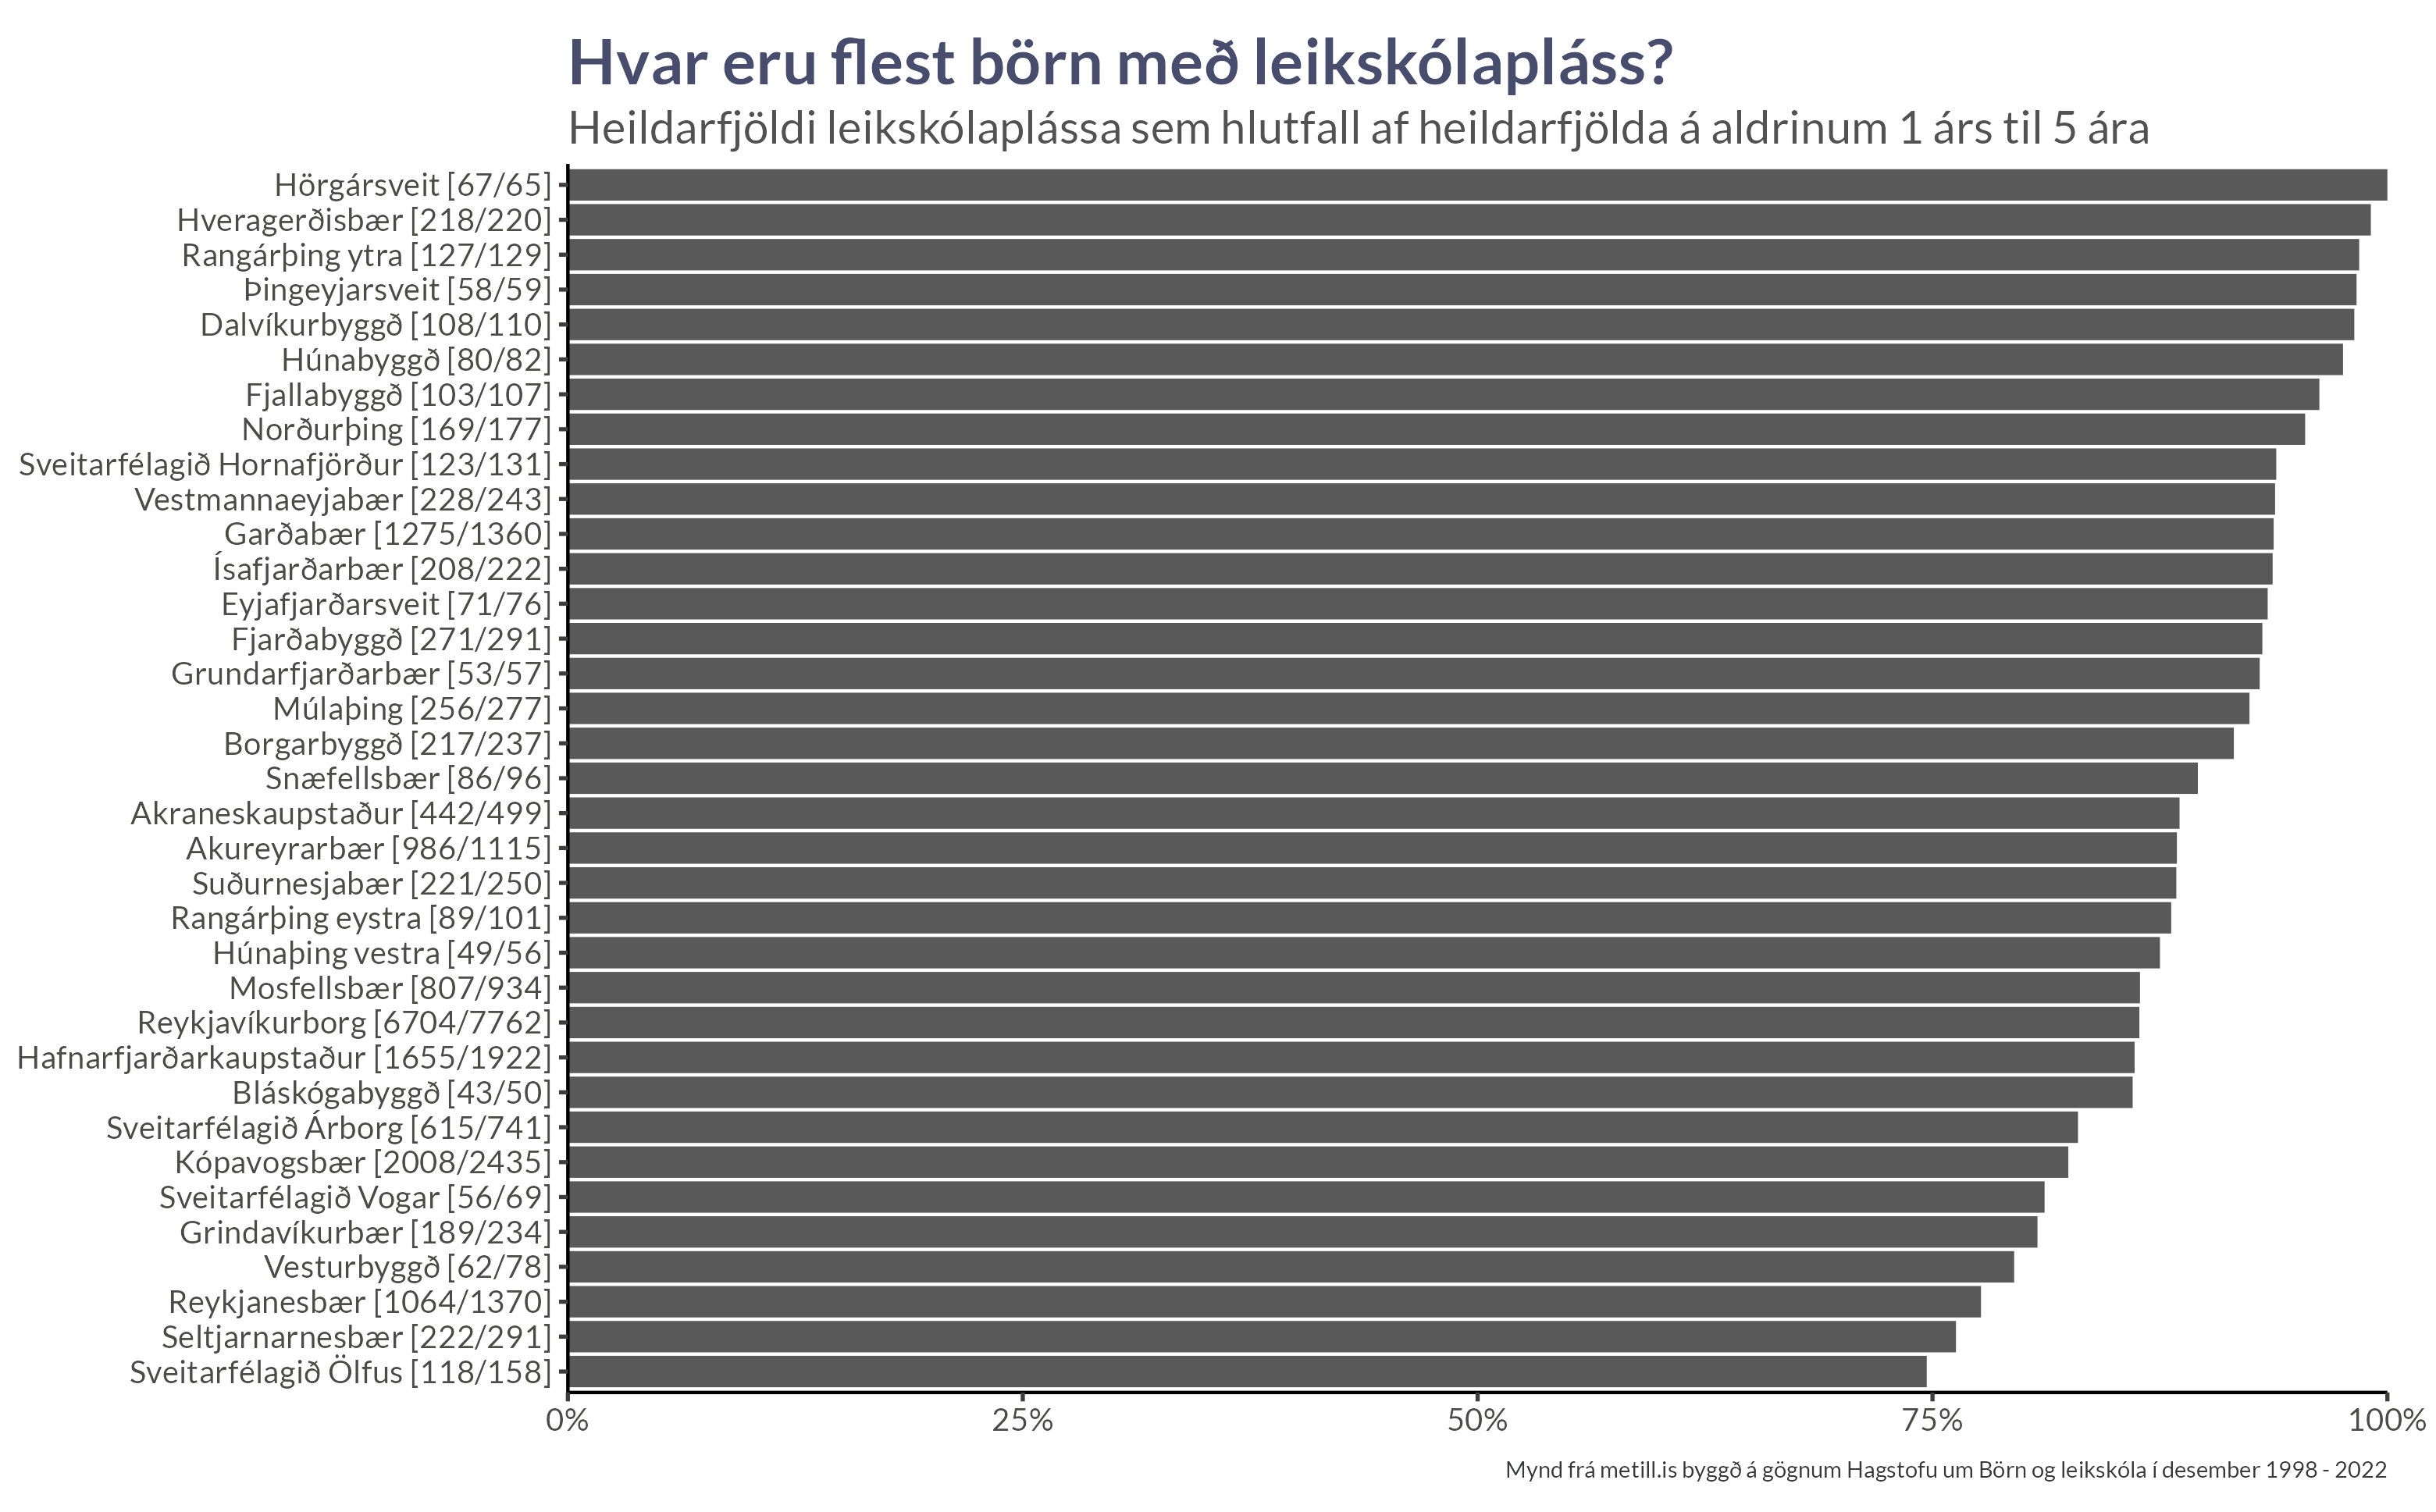 Hvar eru flest börn með leikskólapláss?
Heildarfjöldi leikskólaplássa sem hlutfall af heildarfjölda á aldrinum 1 árs til 5 ára
Hörgársveit [67/65]
Hveragerðisbær [218/220]
Rangárþing ytra [127/129]
Þingeyjarsveit [58/59]
Dalvíkurbyggð [108/110]
Húnabyggð [80/82]
Fjallabyggð [103/107]
Norðurþing [169/177]
Sveitarfélagið Hornafjörður [123/131]
Vestmannaeyjabær [228/243]
Garðabær [1275/1360]
Ísafjarðarbær [208/222]
Eyjafjarðarsveit [71/76]
Fjarðabyggð [271/291]
Grundarfjarðarbær [53/57]
Múlaþing [256/277]
Borgarbyggð [217/237]
Snæfellsbær [86/96]
Akraneskaupstaður [442/499]
Akureyrarbær [986/1115]
Suðurnesjabær [221/250]
Rangárþing eystra [89/101]
Húnaþing vestra [49/56]
Mosfellsbær [807/934]
Reykjavíkurborg [6704/7762]
Hafnarfjarðarkaupstaður [1655/1922]
Bláskógabyggð [43/50]
Sveitarfélagið Árborg [615/741]
Kópavogsbær [2008/2435]
Sveitarfélagið Vogar [56/69]
Grindavíkurbær [189/234]
Vesturbyggð [62/78]
Reykjanesbær [1064/1370]
Seltjarnarnesbær [222/291]
Sveitarfélagið Ölfus [118/158]
0% 25% 50% 75% 100%
Mynd frá metill.is byggð á gögnum Hagstofu um Börn og leikskóla í desember 1998 - 2022